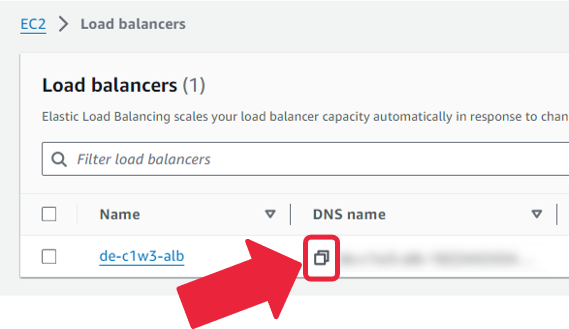 EC2 > Load balancers
Load balancers (1)
Elastic Load Balancing scales your load balancer capacity automatically in response to chan
Filter load balancers
Name DNS name
de-c1w3-alb